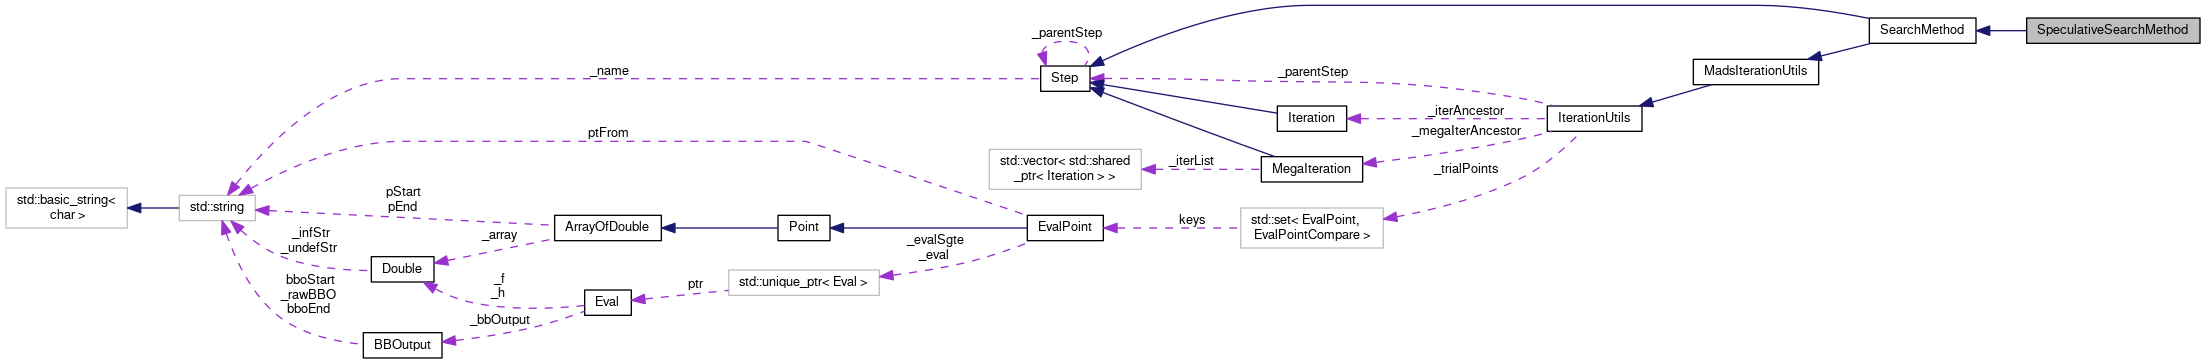 SearchMethod
SpeculativeSearchMethod
_parentStep
_name
Step
_parentStep
MadsIterationUtils
_iterAncestor
Iteration
IterationUtils
ptFrom
_megaIterAncestor
std::vector< std::shared
_ptr< Iteration > >
_iterList
MegaIteration
_trialPoints
std::basic_string<
char >
std::string
pStart
pEnd
ArrayOfDouble
Point
EvalPoint
keys
std::set< EvalPoint,
EvalPointCompare >
_infStr
_undefStr
_array
_evalSgte
_eval
Double
bboStart
_rawBBO
bboEnd
_f
_h
Eval
ptr
std::unique_ptr< Eval >
_bbOutput
BBOutput